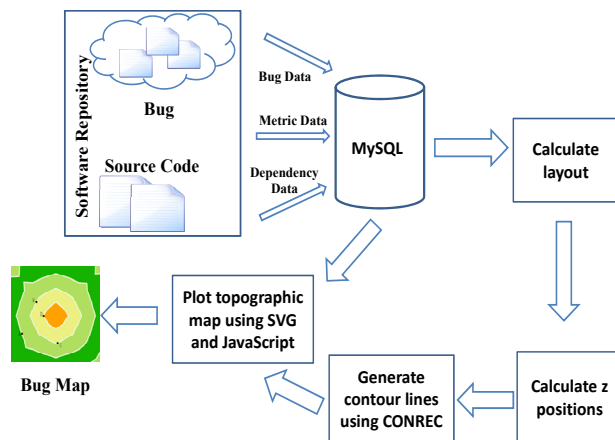 Software Repository
Bug
Source Code
Bug Data
Metric Data
Dependency
Data
MySQL
Calculate
layout
Calculate z
positions
Generate
contour lines
using CONREC
Plot topographic
map using SVG
and JavaScript
Bug Map